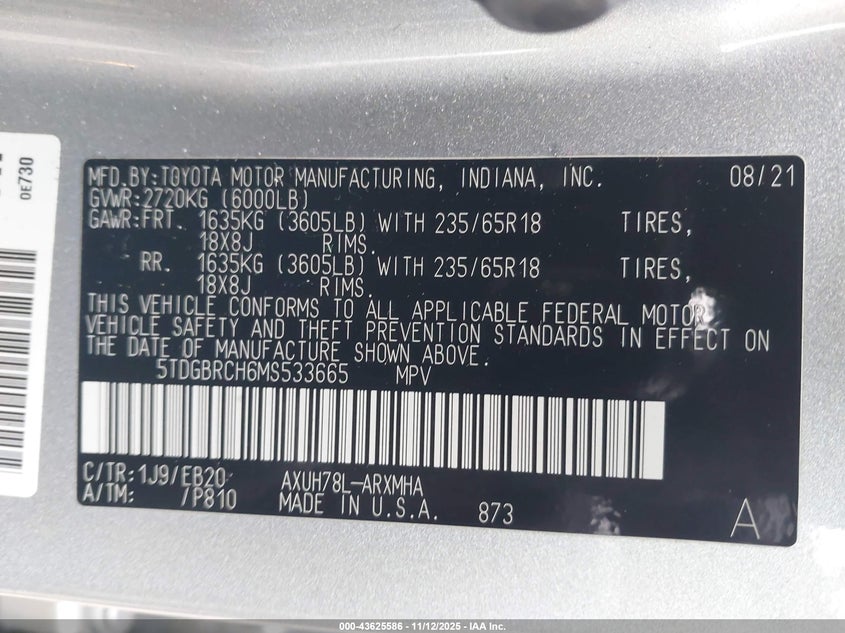 0E730
MFD.BY:TOYOTA MOTOR MANUFACTURING, INDIANA, INC. 08/21
GVWR:2720KG (6000LB)
GAWR:FRT. 1635KG (3605LB) WITH 235/65R18 TIRES,
18X8J RIMS.
RR. 1635KG (3605LB) WITH 235/65R18 TIRES,
18X8J RIMS.
THIS VEHICLE CONFORMS TO ALL APPLICABLE FEDERAL MOTOR
VEHICLE SAFETY AND THEFT PREVENTION STANDARDS IN EFFECT ON
THE DATE OF MANUFACTURE SHOWN ABOVE.
5TDGBRCH6MS533665 MPV
C/TR:1J9/EB20 AXUH78L-ARXMHA
A/TM: /P810 MADE IN U.S.A. 873 A
000-43625586 - 11/12/2025 - IAA Inc.